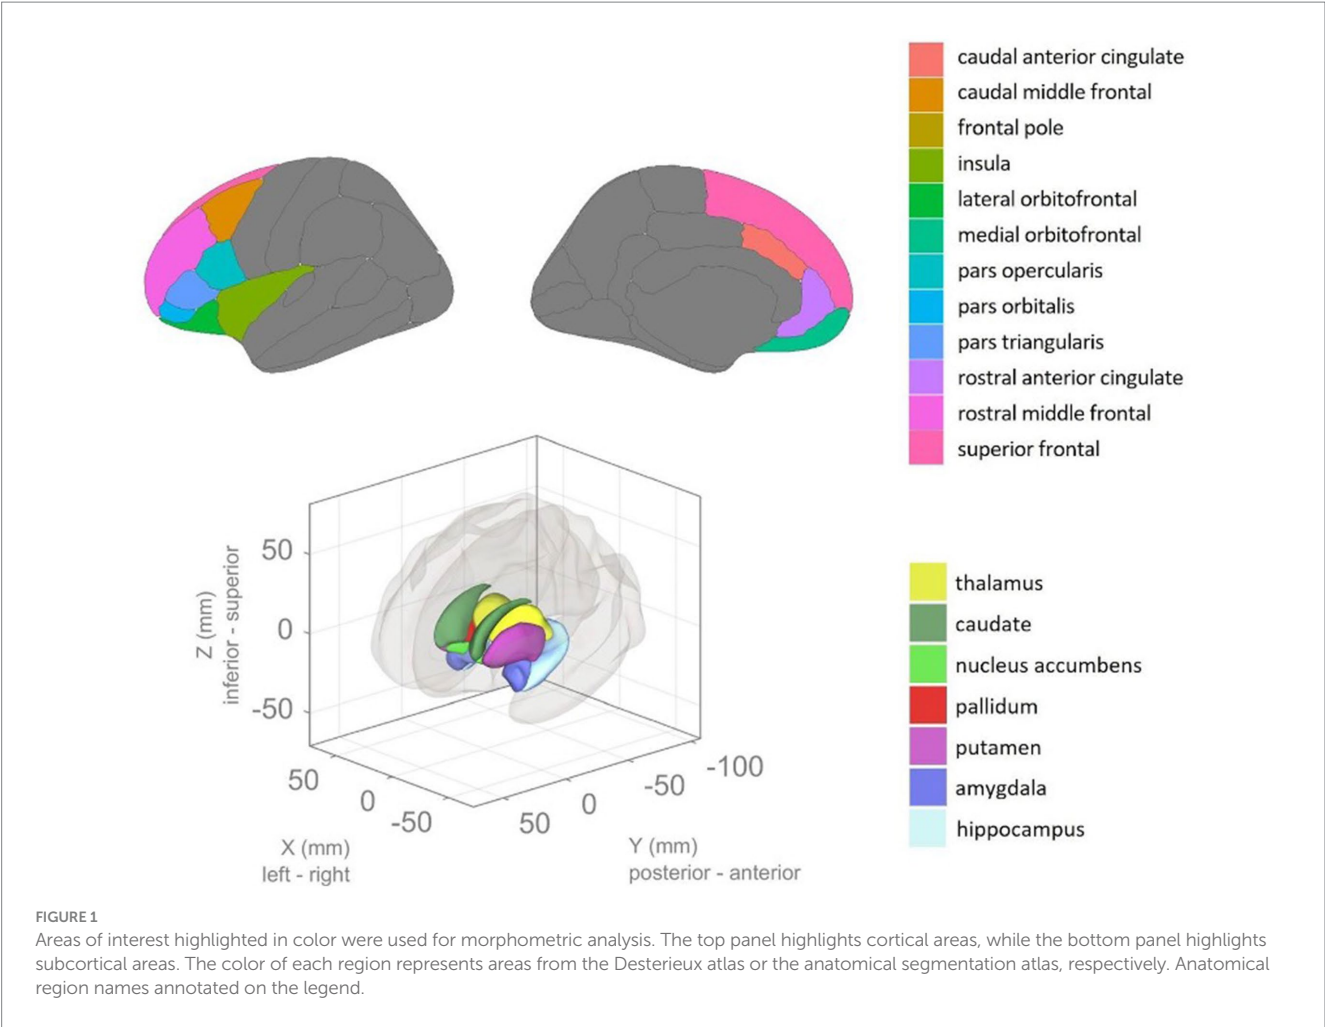 caudal anterior cingulate
caudal middle frontal
frontal pole
insula
lateral orbitofrontal
medial orbitofrontal
pars opercularis
pars orbitalis
pars triangularis
rostral anterior cingulate
rostral middle frontal
superior frontal
50
0
-50
Z (mm)
inferior - superior
50
0
-50
X (mm)
left - right
50
0
-50
-100
Y (mm)
posterior - anterior
thalamus
caudate
nucleus accumbens
pallidum
putamen
amygdala
hippocampus
FIGURE 1
Areas of interest highlighted in color were used for morphometric analysis. The top panel highlights cortical areas, while the bottom panel highlights
subcortical areas. The color of each region represents areas from the Desterieux atlas or the anatomical segmentation atlas, respectively. Anatomical
region names annotated on the legend.